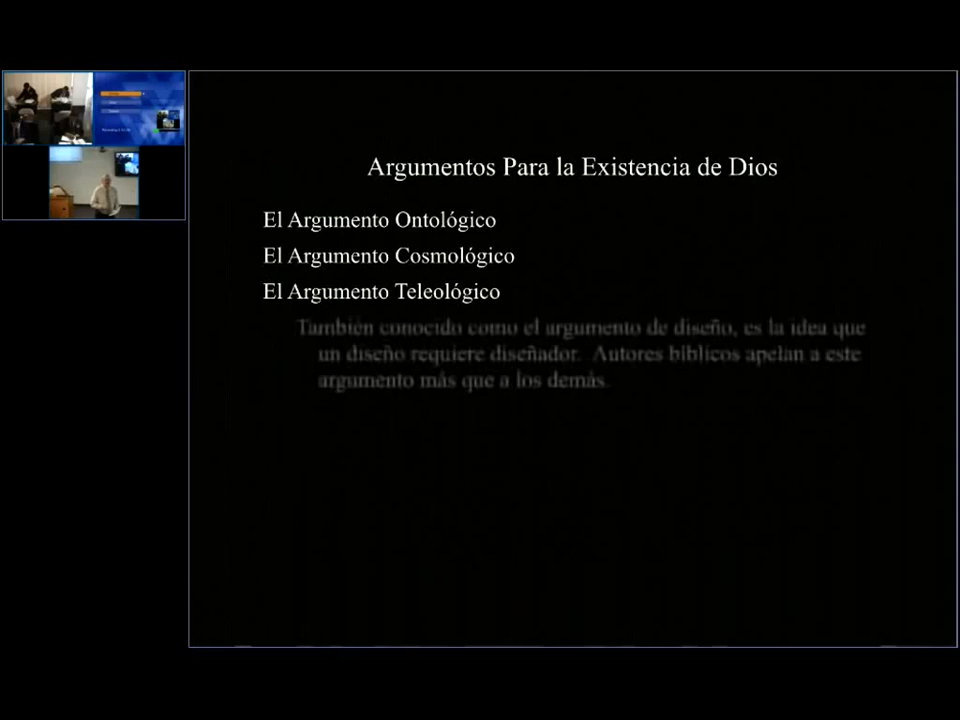 Argumentos Para la Existencia de Dios
El Argumento Ontológico
El Argumento Cosmológico
El Argumento Teleológico
También conocido como el argumento de diseño, es la idea que
un diseño requiere diseñador. Autores bíblicos apelan a este
argumento más que a los demás.